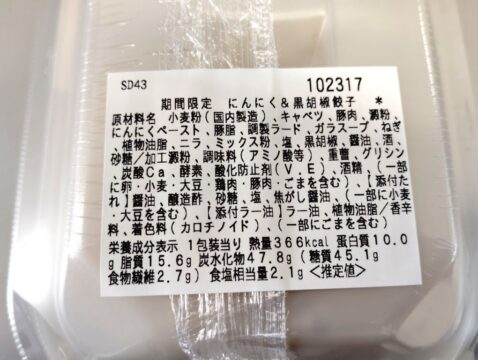 SD43 102317
期間限定 にんにく&黒胡椒餃子 *
原材料名 小麦粉(国内製造)、キャベツ、豚肉、澱粉、
にんにくペースト、豚脂、調製ラード、ガラスープ、ねぎ
、植物油脂、ニラ、ミックス粉、塩、黒胡椒、醤油、酒、
砂糖/加工澱粉、調味料(アミノ酸等)、重曹、グリシン
、炭酸Ca、酵素、酸化防止剤(V.E)、酒精、(一部
に卵・小麦・大豆・鶏肉・豚肉・ごまを含む)、【添付た
れ】醤油、醸造酢、砂糖、塩、焦がし醤油、(一部に小麦
・大豆を含む)、【添付ラー油】ラー油、植物油脂/香辛
料、着色料(カロチノイド)、(一部にごまを含む)
栄養成分表示 1包装当り 熱量366kcal 蛋白質10.0
g 脂質15.6g 炭水化物47.8g(糖質45.1g
食物繊維2.7g) 食塩相当量2.1g <推定値>